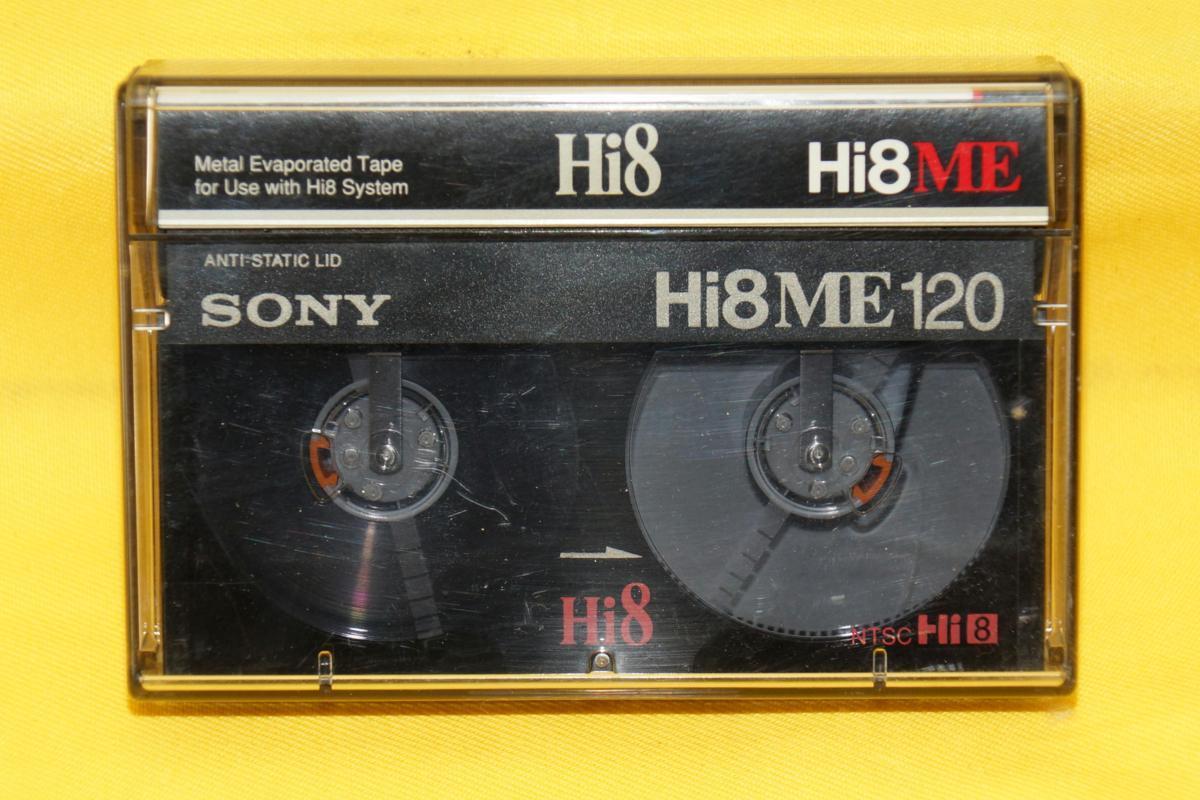 Metal Evaporated Tape
for Use with Hi8 System
Hi8
Hi8ME
ANTI-STATIC LID
SONY
Hi8ME120
Hi8
NTSC Hi8